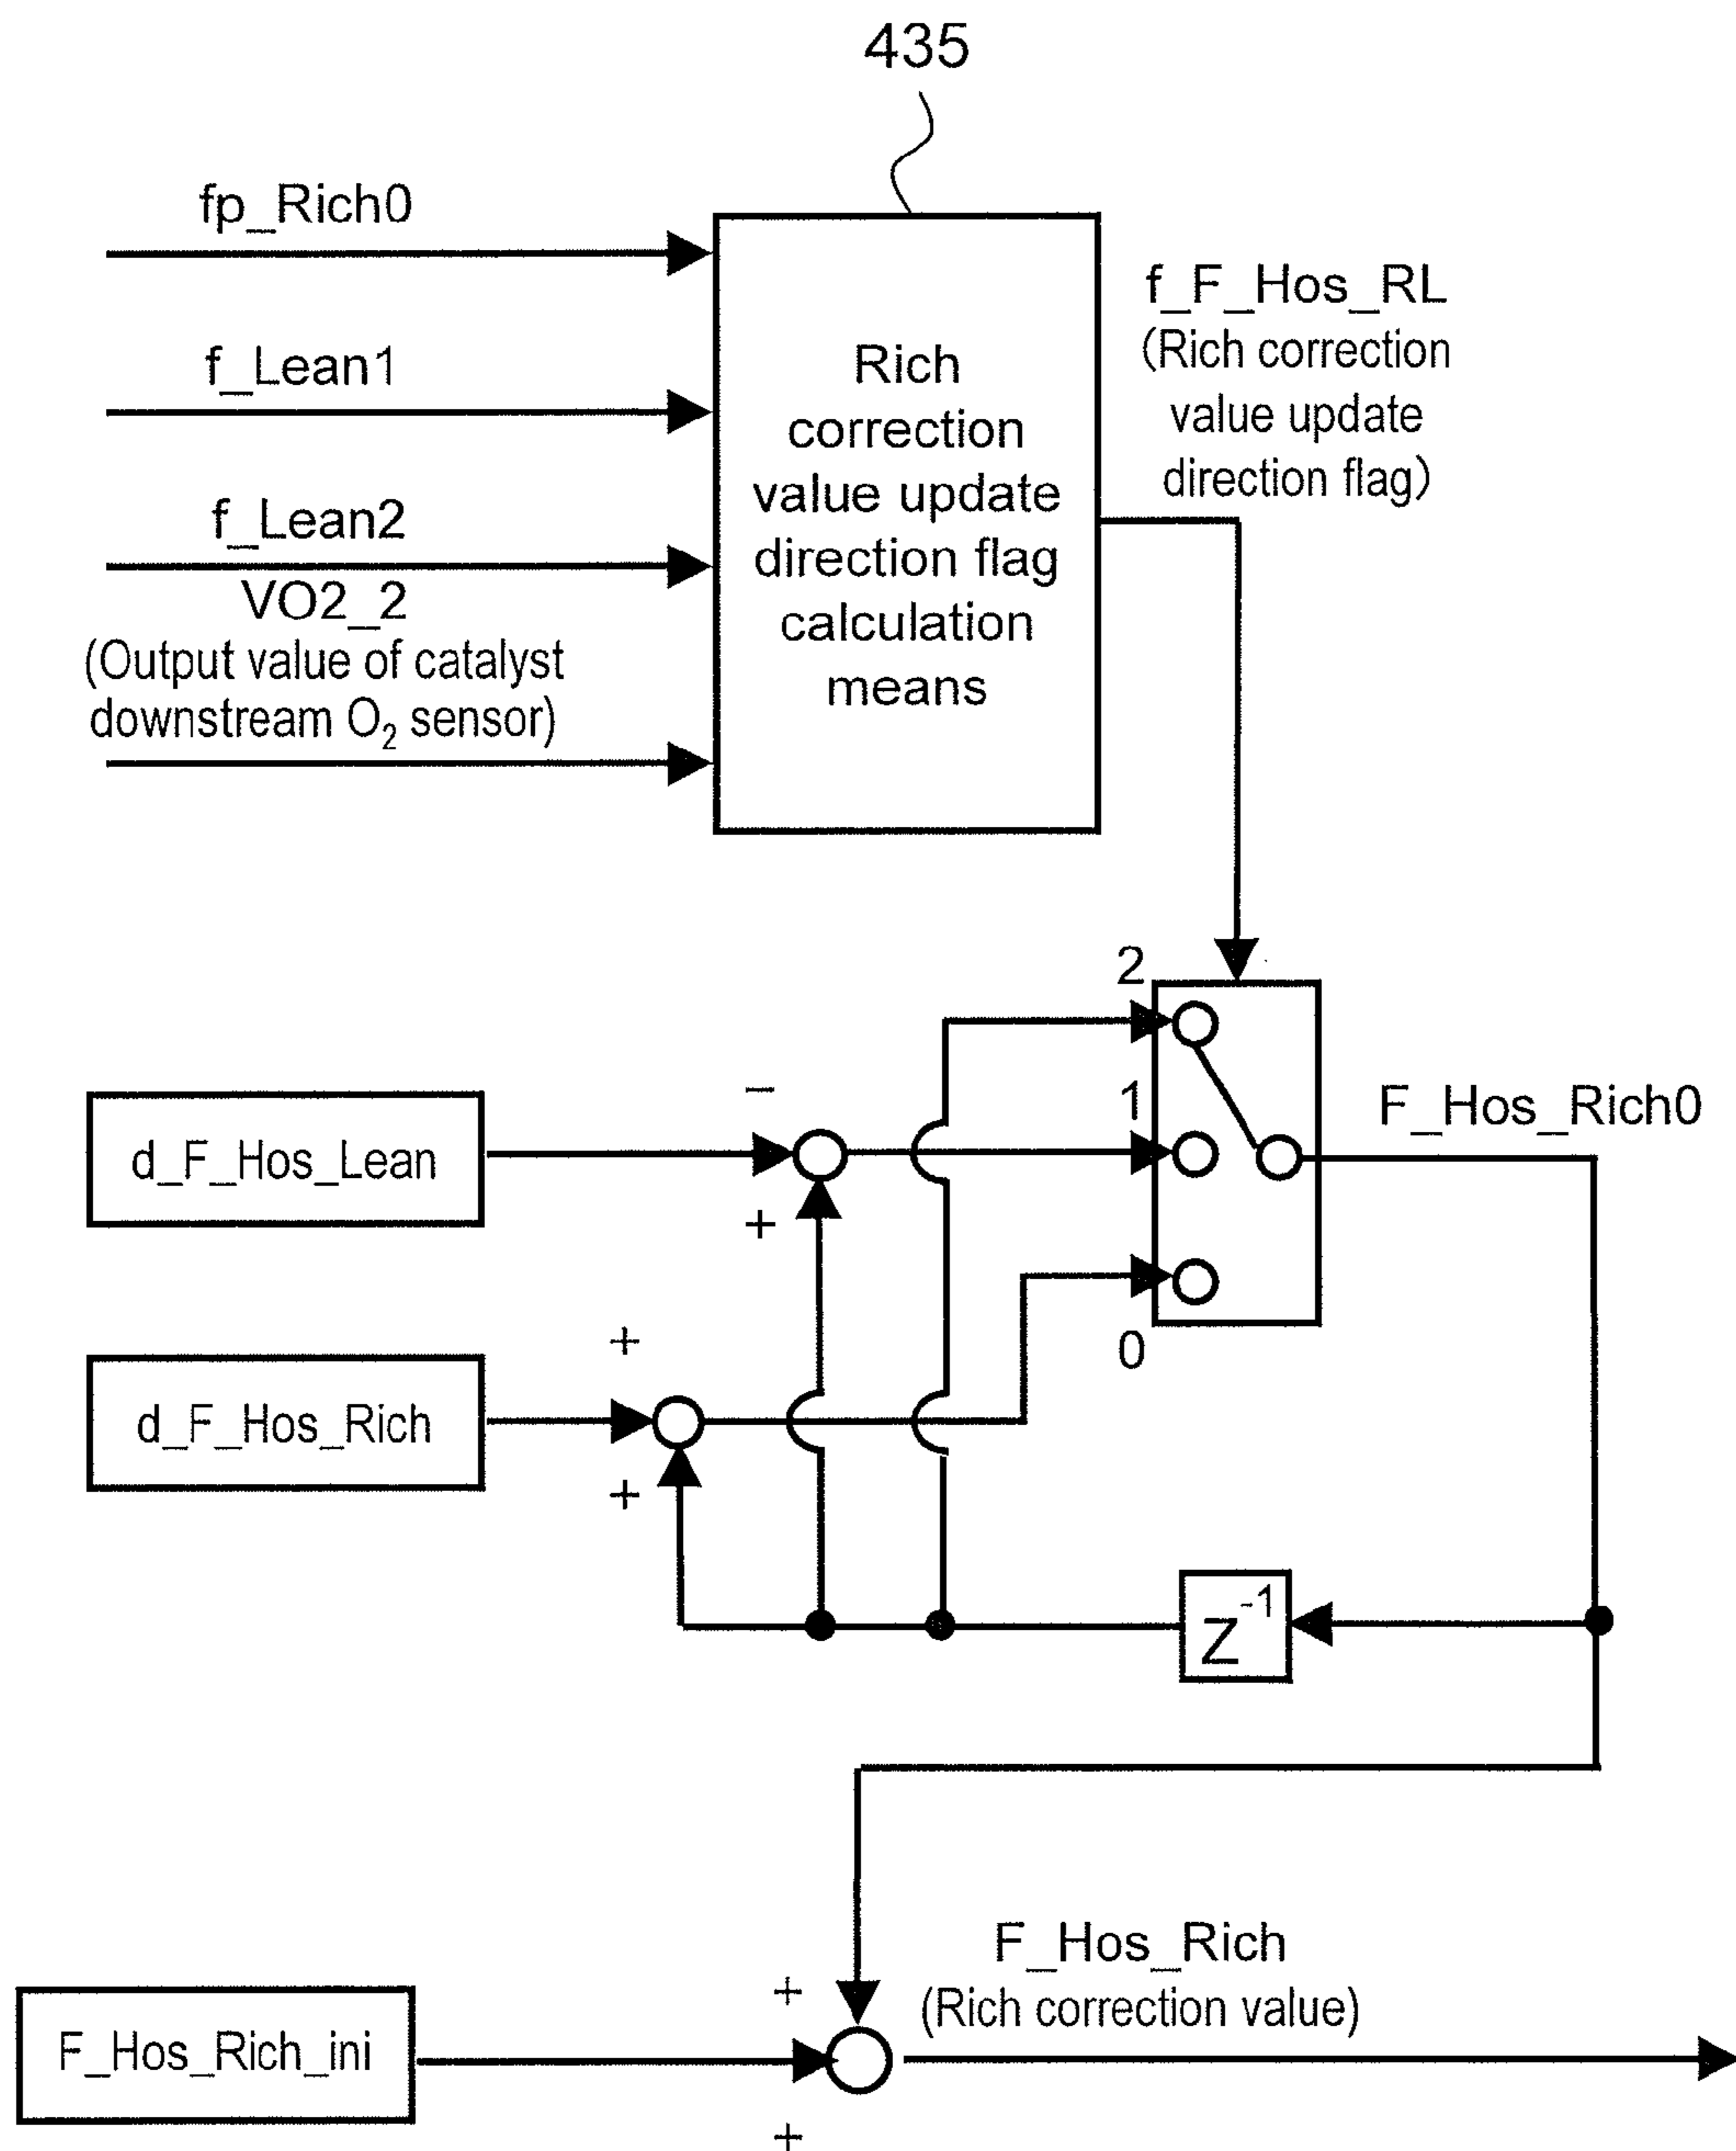 435
fp_Rich0
f_Lean1
f_Lean2
VO2_2
(Output value of catalyst
downstream O₂ sensor)
Rich
correction
value update
direction flag
calculation
means
f_F_Hos_RL
(Rich correction
value update
direction flag)
2
1
0
F_Hos_Rich0
d_F_Hos_Lean
−
+
d_F_Hos_Rich
+
+
Z⁻¹
F_Hos_Rich_ini
+
+
F_Hos_Rich
(Rich correction value)